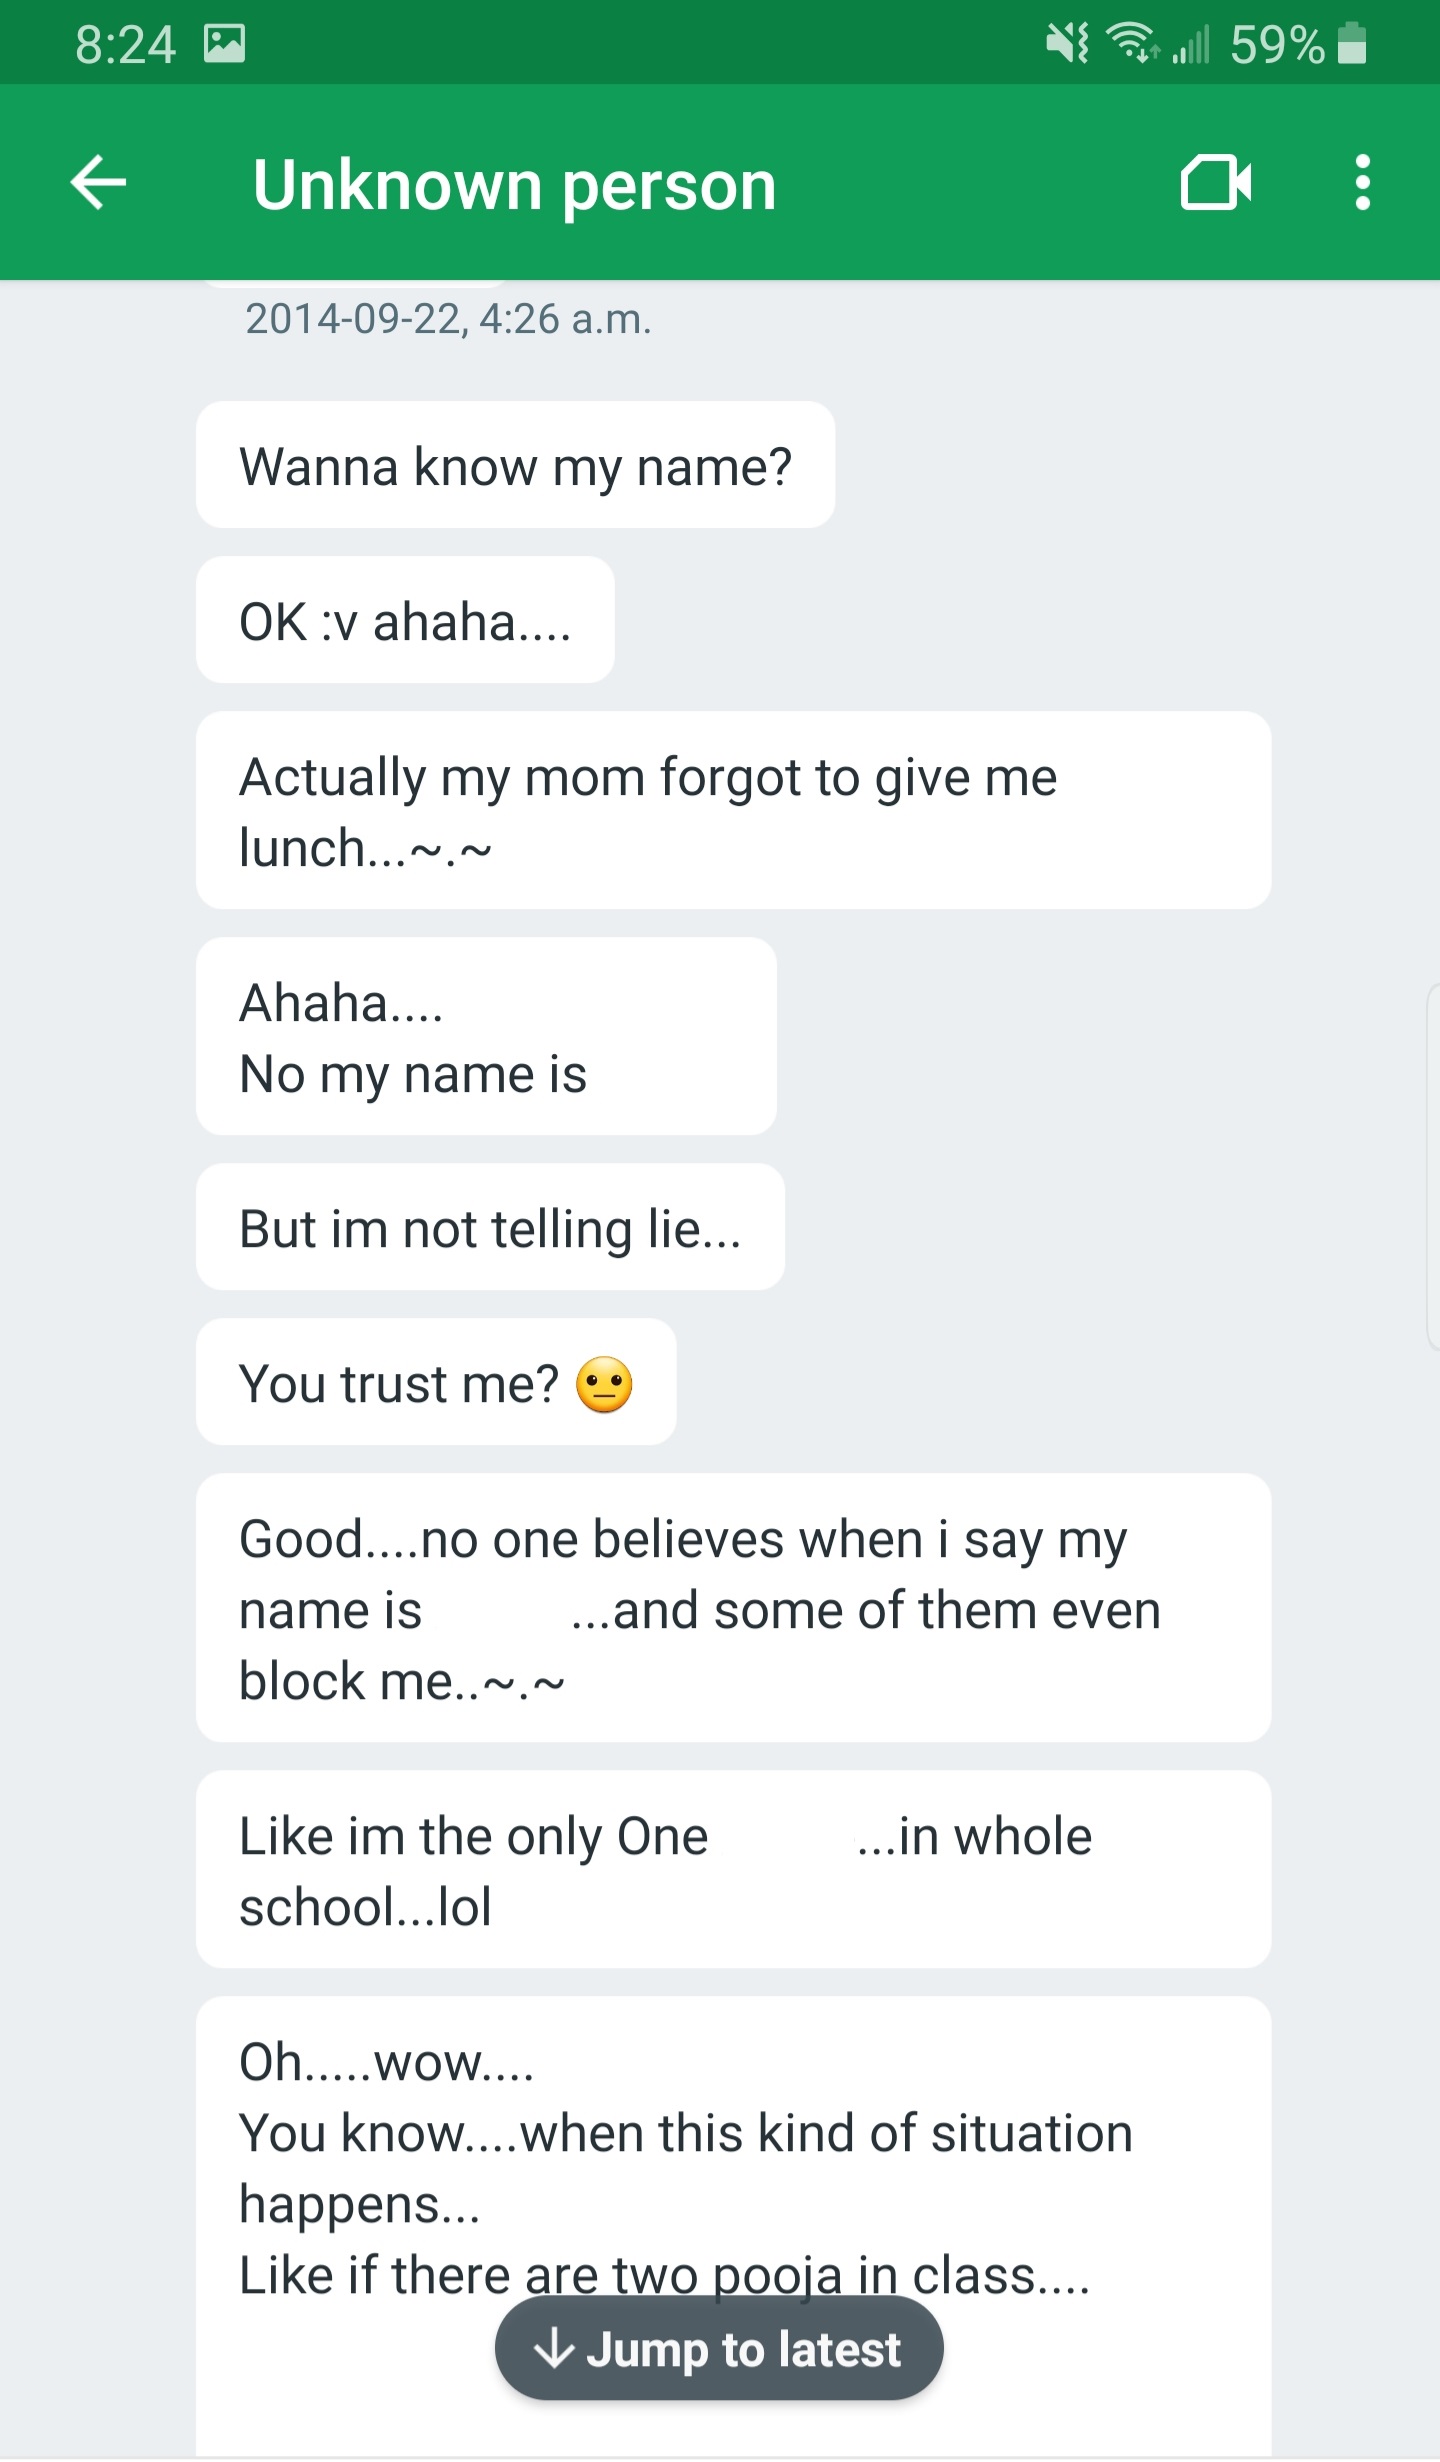 8:24 59%
Unknown person
2014-09-22, 4:26 a.m.
Wanna know my name?
OK :v ahaha....
Actually my mom forgot to give me
lunch...~.~
Ahaha....
No my name is
But im not telling lie...
You trust me? 😐
Good....no one believes when i say my
name is ...and some of them even
block me..~.~
Like im the only One ...in whole
school...lol
Oh.....wow....
You know....when this kind of situation
happens...
Like if there are two pooja in class....
Jump to latest